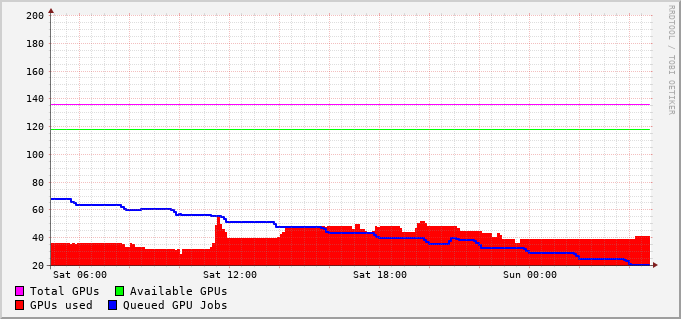 200
180
160
140
120
100
80
60
40
20
Sat 06:00 Sat 12:00 Sat 18:00 Sun 00:00
Total GPUs Available GPUs
GPUs used Queued GPU Jobs
RRDTOOL / TOBI OETIKER